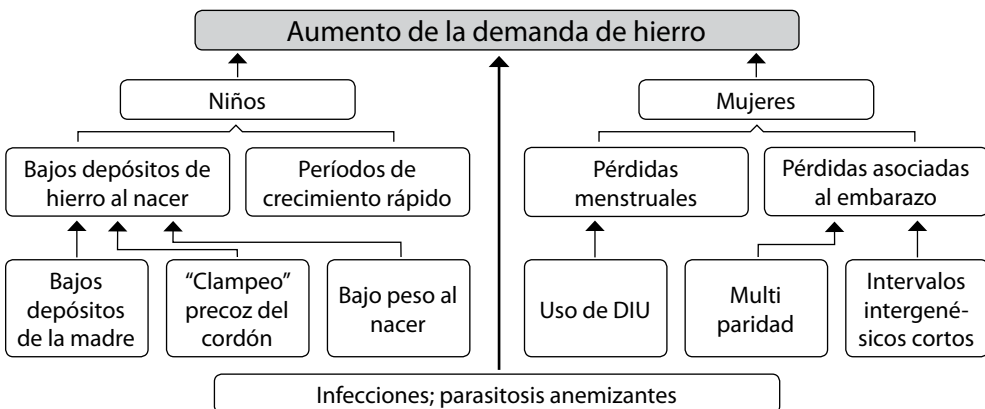 Aumento de la demanda de hierro
Niños
Mujeres
Bajos depósitos de
hierro al nacer
Períodos de
crecimiento rápido
Pérdidas
menstruales
Pérdidas asociadas
al embarazo
Bajos
depósitos
de la madre
“Clampeo”
precoz del
cordón
Bajo peso al
nacer
Uso de DIU
Multi
paridad
Intervalos
intergené-
sicos cortos
Infecciones; parasitosis anemizantes